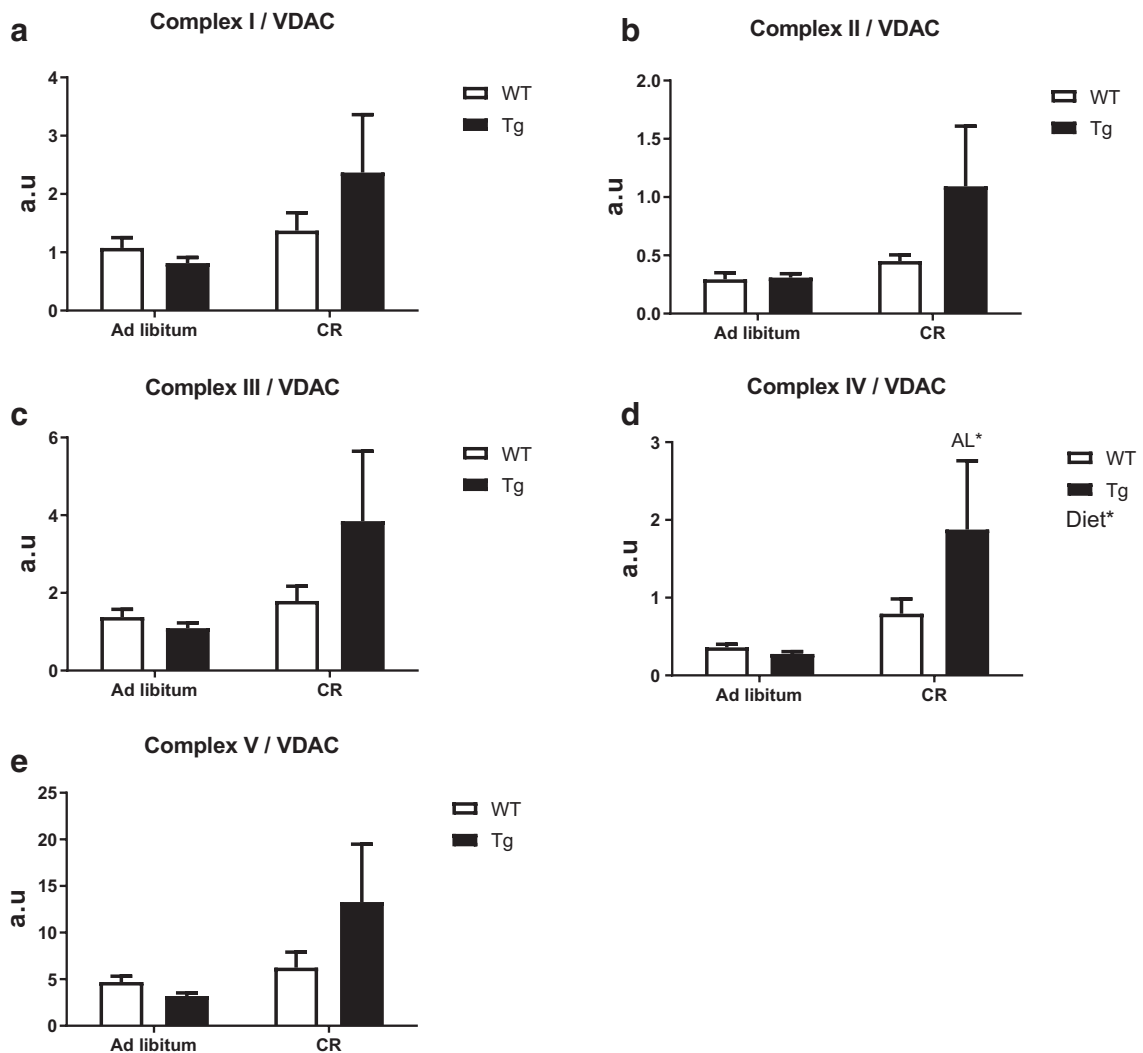 a
Complex I / VDAC
4
3
2
1
0
a.u
Ad libitum
CR
WT
Tg
b
Complex II / VDAC
2.0
1.5
1.0
0.5
0.0
a.u
Ad libitum
CR
WT
Tg
c
Complex III / VDAC
6
4
2
0
a.u
Ad libitum
CR
WT
Tg
d
Complex IV / VDAC
3
2
1
0
a.u
AL*
Ad libitum
CR
WT
Tg
Diet*
e
Complex V / VDAC
25
20
15
10
5
0
a.u
Ad libitum
CR
WT
Tg